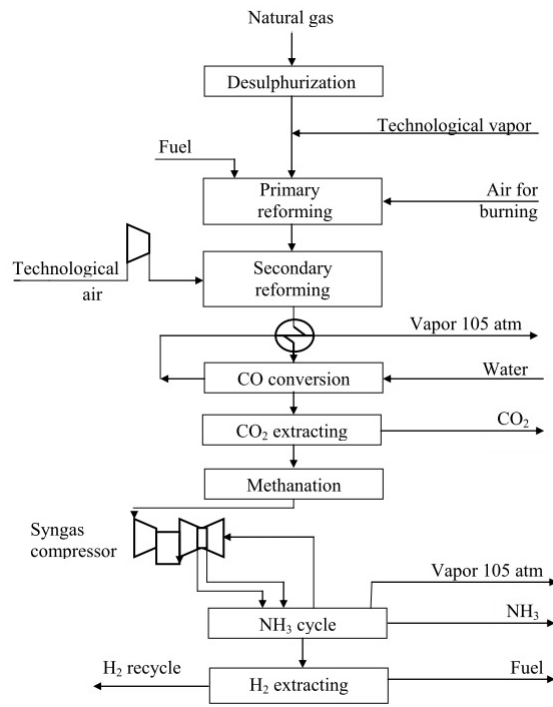 Natural gas
Desulphurization
Technological vapor
Fuel
Primary
reforming
Air for
burning
Technological
air
Secondary
reforming
Vapor 105 atm
CO conversion
Water
CO₂ extracting
CO₂
Methanation
Syngas
compressor
Vapor 105 atm
NH₃ cycle
NH₃
H₂ recycle
H₂ extracting
Fuel